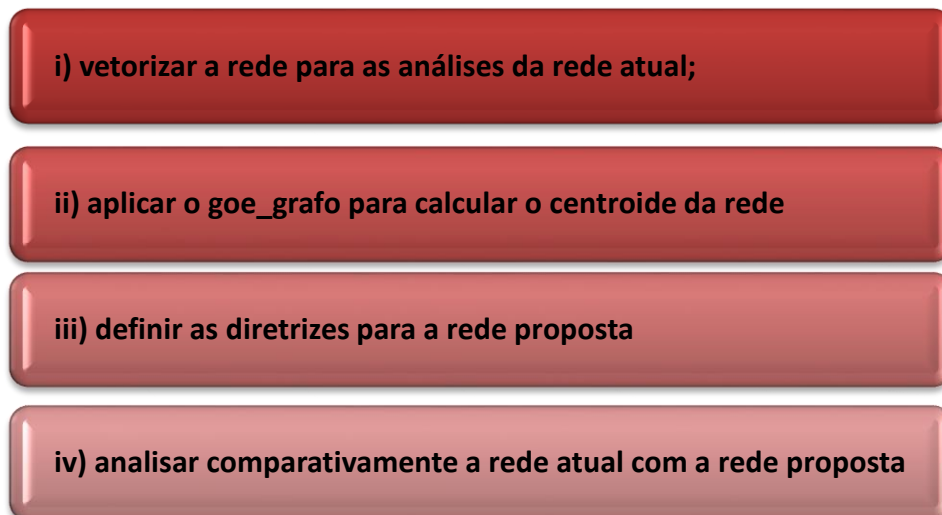 i) vetorizar a rede para as análises da rede atual;
ii) aplicar o goe_grafo para calcular o centroide da rede
iii) definir as diretrizes para a rede proposta
iv) analisar comparativamente a rede atual com a rede proposta